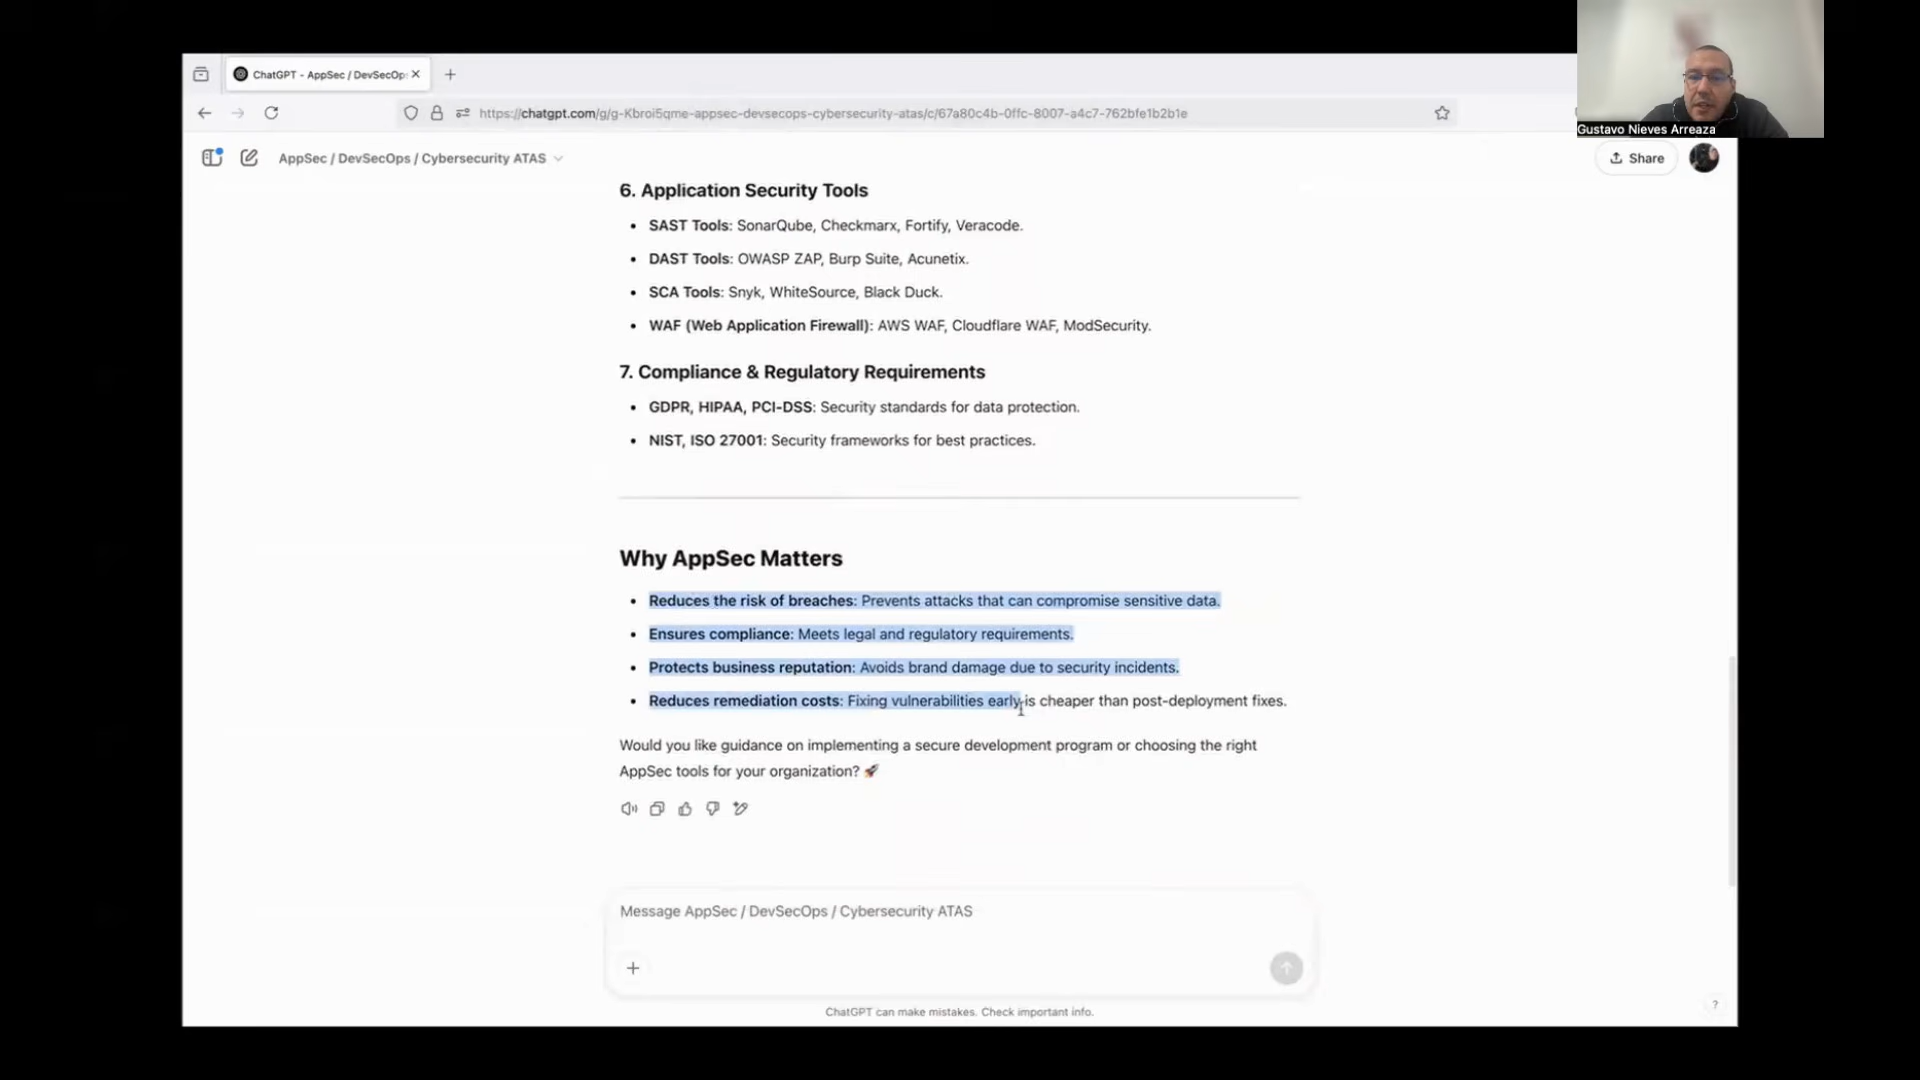 ChatGPT - AppSec / DevSecOp
https://chatgpt.com/g/g-Kbroi5qme-appsec-devsecops-cybersecurity-atas/c/67a80c4b-0ffc-8007-a4c7-762bfe1b2b1e
Gustavo Nieves Arreaza
AppSec / DevSecOps / Cybersecurity ATAS
Share
6. Application Security Tools
• SAST Tools: SonarQube, Checkmarx, Fortify, Veracode.
• DAST Tools: OWASP ZAP, Burp Suite, Acunetix.
• SCA Tools: Snyk, WhiteSource, Black Duck.
• WAF (Web Application Firewall): AWS WAF, Cloudflare WAF, ModSecurity.
7. Compliance & Regulatory Requirements
• GDPR, HIPAA, PCI-DSS: Security standards for data protection.
• NIST, ISO 27001: Security frameworks for best practices.
Why AppSec Matters
• Reduces the risk of breaches: Prevents attacks that can compromise sensitive data.
• Ensures compliance: Meets legal and regulatory requirements.
• Protects business reputation: Avoids brand damage due to security incidents.
• Reduces remediation costs: Fixing vulnerabilities early is cheaper than post-deployment fixes.
Would you like guidance on implementing a secure development program or choosing the right
AppSec tools for your organization? 🚀
Message AppSec / DevSecOps / Cybersecurity ATAS
ChatGPT can make mistakes. Check important info.
?